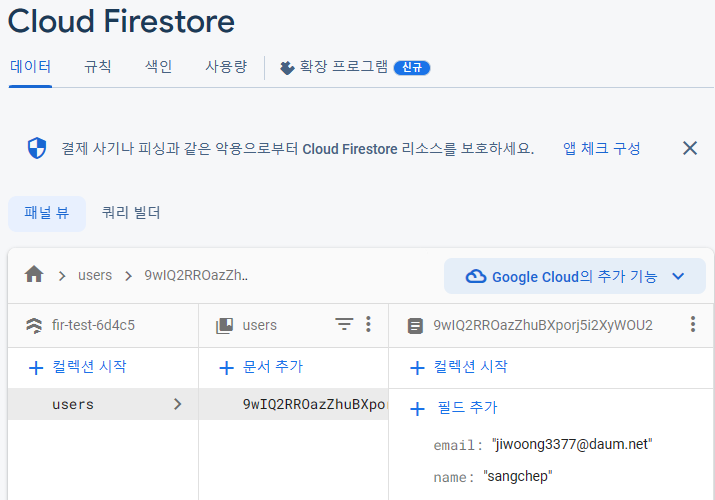 Cloud Firestore
데이터 규칙 색인 사용량 확장 프로그램 신규
결제 사기나 피싱과 같은 악용으로부터 Cloud Firestore 리소스를 보호하세요. 앱 체크 구성
패널 뷰 쿼리 빌더
users 9wIQ2RROazZh.. Google Cloud의 추가 기능
fir-test-6d4c5 users 9wIQ2RROazZhuBXporj5i2XyWOU2
+ 컬렉션 시작 + 문서 추가 + 컬렉션 시작
users 9wIQ2RROazZhuBXpor + 필드 추가
email: "jiwoong3377@daum.net"
name: "sangchep"